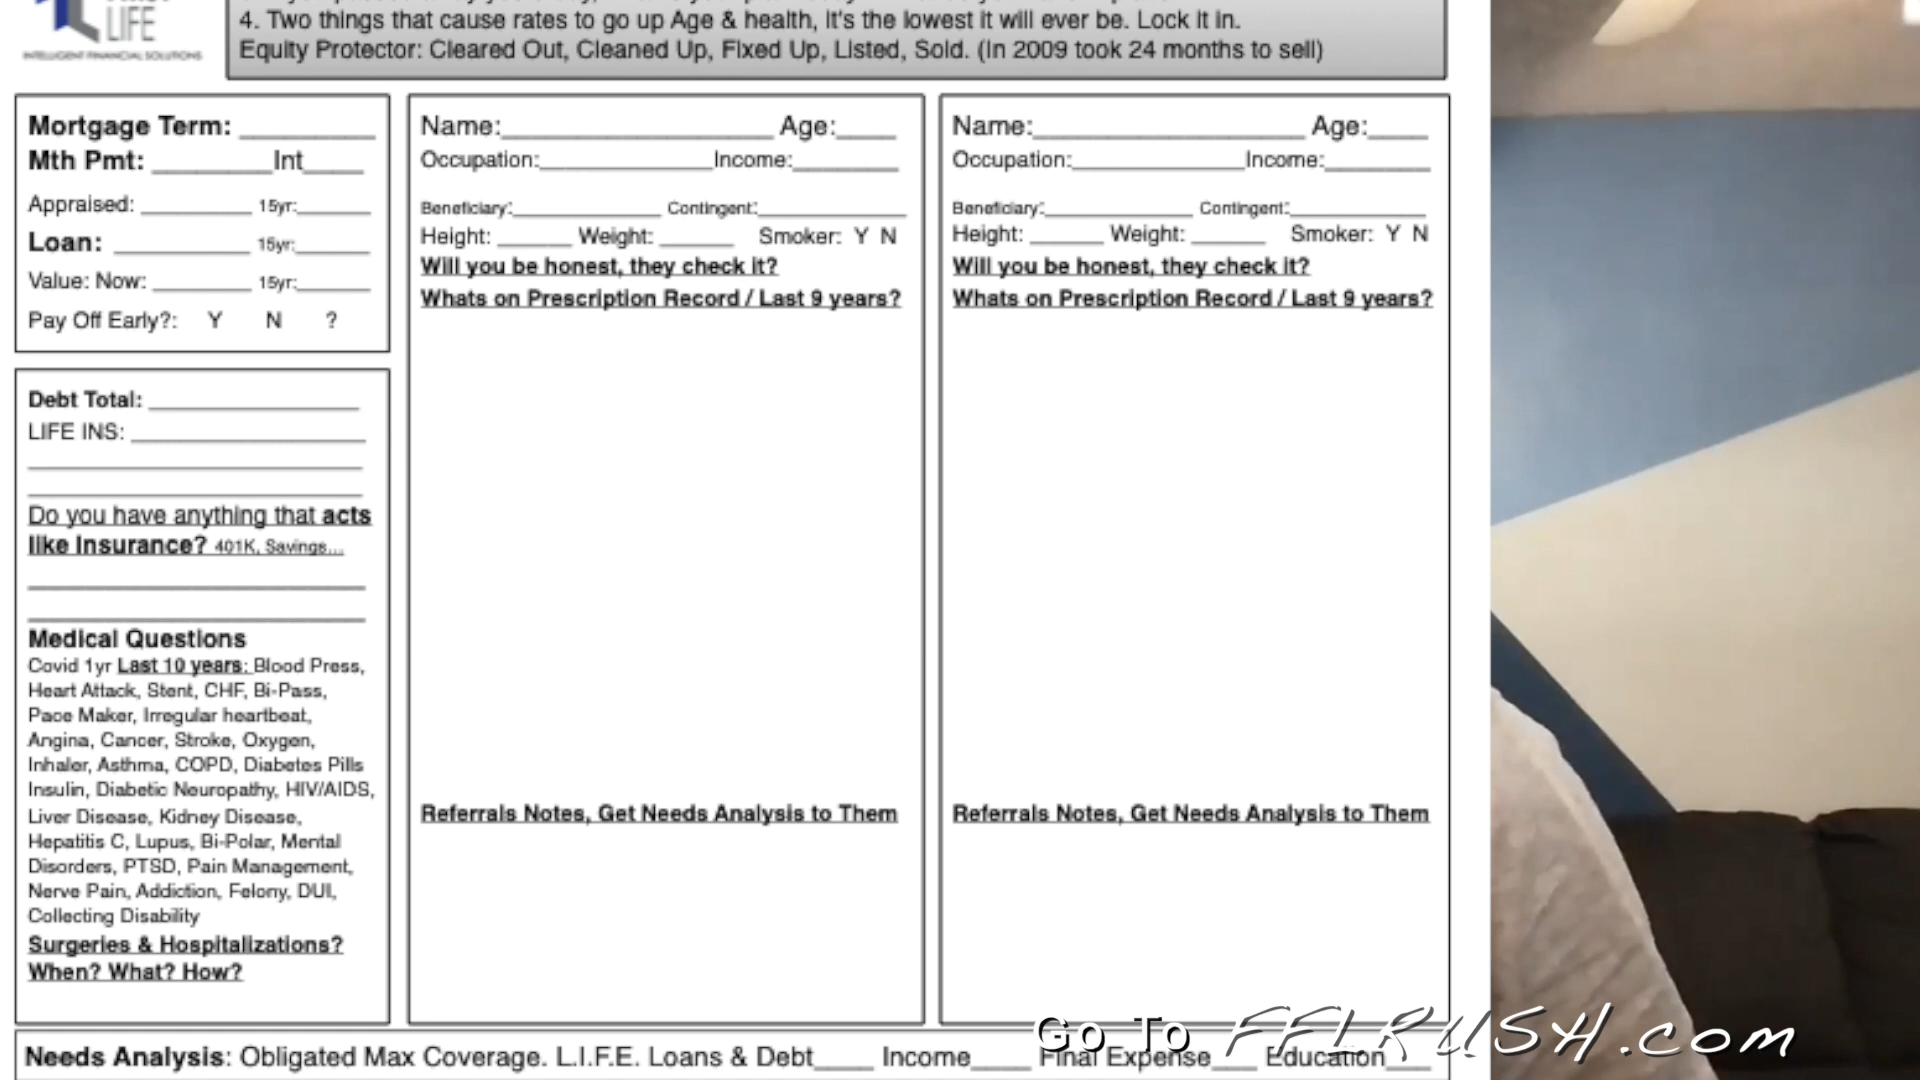 LIFE
INTELLIGENT FINANCIAL SOLUTIONS
4. Two things that cause rates to go up Age & health, it's the lowest it will ever be. Lock it in.
Equity Protector: Cleared Out, Cleaned Up, Fixed Up, Listed, Sold. (In 2009 took 24 months to sell)
Mortgage Term:
Mth Pmt: Int
Appraised: 15yr:
Loan: 15yr:
Value: Now: 15yr:
Pay Off Early?: Y N ?
Debt Total:
LIFE INS:
Do you have anything that acts
like Insurance? 401K, Savings...
Medical Questions
Covid 1yr Last 10 years: Blood Press,
Heart Attack, Stent, CHF, Bi-Pass,
Pace Maker, Irregular heartbeat,
Angina, Cancer, Stroke, Oxygen,
Inhaler, Asthma, COPD, Diabetes Pills
Insulin, Diabetic Neuropathy, HIV/AIDS,
Liver Disease, Kidney Disease,
Hepatitis C, Lupus, Bi-Polar, Mental
Disorders, PTSD, Pain Management,
Nerve Pain, Addiction, Felony, DUI,
Collecting Disability
Surgeries & Hospitalizations?
When? What? How?
Name: Age:
Occupation: Income:
Beneficiary: Contingent:
Height: Weight: Smoker: Y N
Will you be honest, they check it?
Whats on Prescription Record / Last 9 years?
Referrals Notes, Get Needs Analysis to Them
Name: Age:
Occupation: Income:
Beneficiary: Contingent:
Height: Weight: Smoker: Y N
Will you be honest, they check it?
Whats on Prescription Record / Last 9 years?
Referrals Notes, Get Needs Analysis to Them
Go To FFLRUSH.com
Needs Analysis: Obligated Max Coverage. L.I.F.E. Loans & Debt Income Final Expense Education